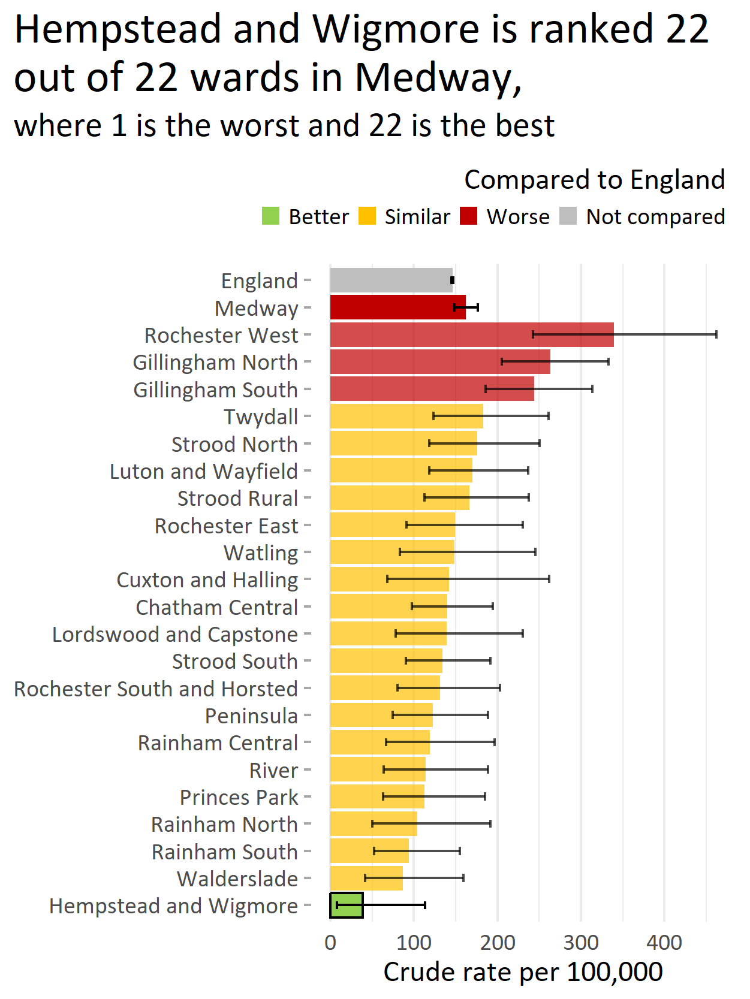 Hempstead and Wigmore is ranked 22
out of 22 wards in Medway,
where 1 is the worst and 22 is the best
Compared to England
Better Similar Worse Not compared
England
Medway
Rochester West
Gillingham North
Gillingham South
Twydall
Strood North
Luton and Wayfield
Strood Rural
Rochester East
Watling
Cuxton and Halling
Chatham Central
Lordswood and Capstone
Strood South
Rochester South and Horsted
Peninsula
Rainham Central
River
Princes Park
Rainham North
Rainham South
Walderslade
Hempstead and Wigmore
0 100 200 300 400
Crude rate per 100,000